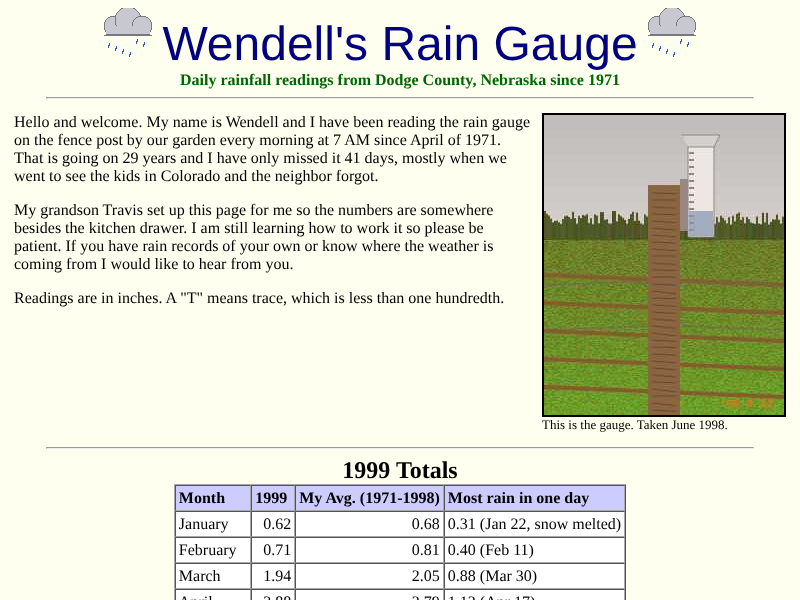 Wendell's Rain Gauge
Daily rainfall readings from Dodge County, Nebraska since 1971
Hello and welcome. My name is Wendell and I have been reading the rain gauge
on the fence post by our garden every morning at 7 AM since April of 1971.
That is going on 29 years and I have only missed it 41 days, mostly when we
went to see the kids in Colorado and the neighbor forgot.
My grandson Travis set up this page for me so the numbers are somewhere
besides the kitchen drawer. I am still learning how to work it so please be
patient. If you have rain records of your own or know where the weather is
coming from I would like to hear from you.
Readings are in inches. A "T" means trace, which is less than one hundredth.
This is the gauge. Taken June 1998.
1999 Totals
Month 1999 My Avg. (1971-1998) Most rain in one day
January 0.62 0.68 0.31 (Jan 22, snow melted)
February 0.71 0.81 0.40 (Feb 11)
March 1.94 2.05 0.88 (Mar 30)